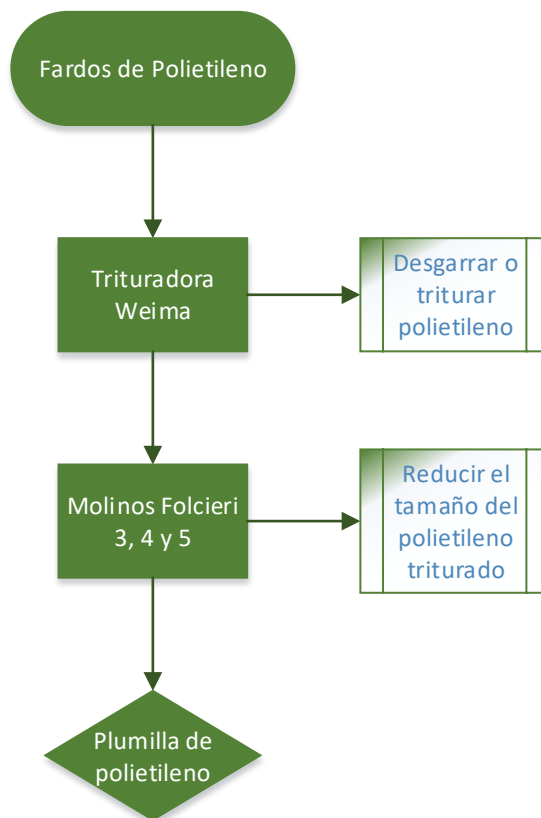 Fardos de Polietileno
Trituradora
Weima
Desgarrar o
triturar
polietileno
Molinos Folcieri
3, 4 y 5
Reducir el
tamaño del
polietileno
triturado
Plumilla de
polietileno